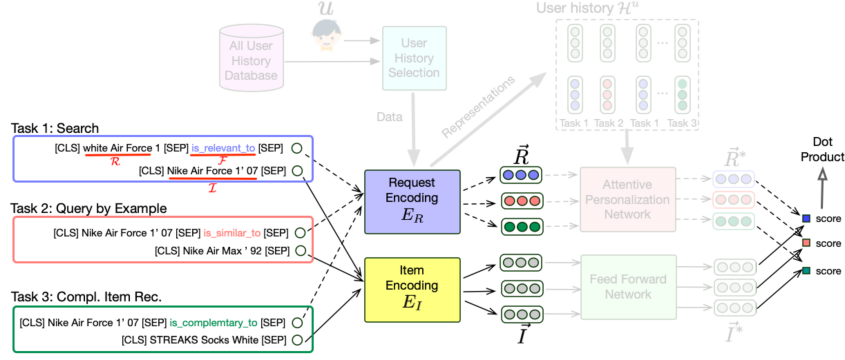 u
User history ℋᵘ
All User
History
Database
User
History
Selection
Data
Representations
...
...
Task 1 Task 2 Task 1 Task 3
Task 1: Search
[CLS] white Air Force 1 [SEP] is_relevant_to [SEP]
R F
[CLS] Nike Air Force 1' 07 [SEP]
I
Task 2: Query by Example
[CLS] Nike Air Force 1' 07 [SEP] is_similar_to [SEP]
[CLS] Nike Air Max ' 92 [SEP]
Task 3: Compl. Item Rec.
[CLS] Nike Air Force 1' 07 [SEP] is_complemtary_to [SEP]
[CLS] STREAKS Socks White [SEP]
Request
Encoding
E_R
Item
Encoding
E_I
R⃗
I⃗
Attentive
Personalization
Network
Feed Forward
Network
R⃗*
I⃗*
Dot
Product
score
score
score